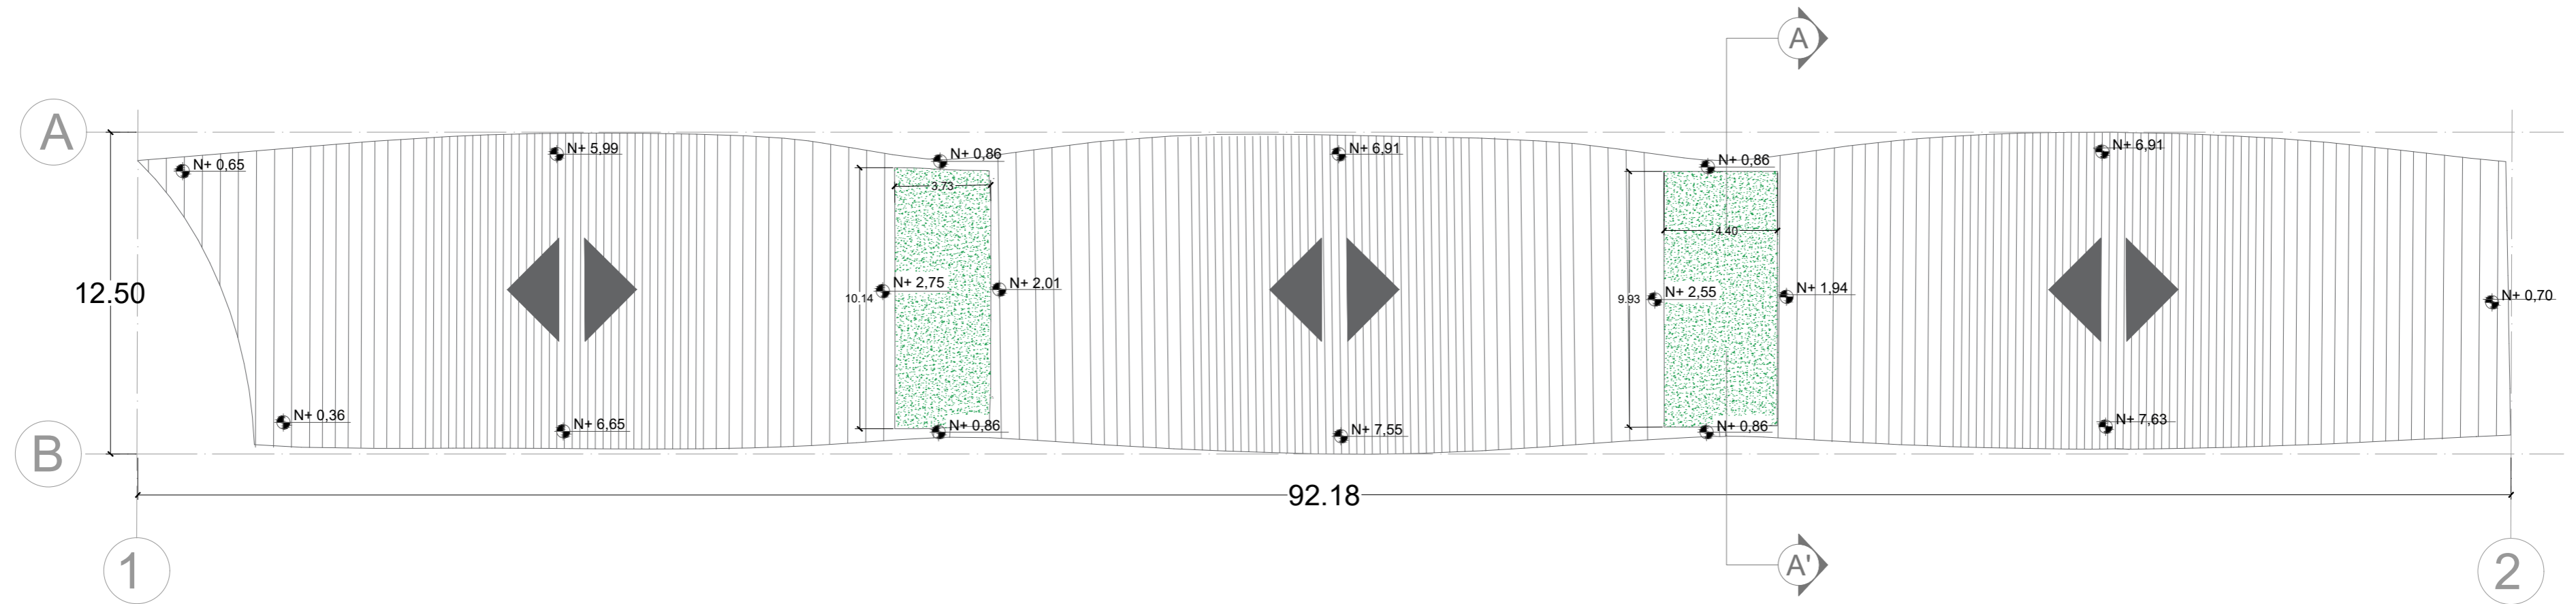 A
A
N+ 5,99
N+ 0,86
N+ 6,91
N+ 0,86
N+ 6,91
N+ 0,65
3.73
4.40
12.50
10.14
N+ 2,75
N+ 2,01
9.93
N+ 2,55
N+ 1,94
N+ 0,70
N+ 0,36
N+ 6,65
N+ 0,86
N+ 7,55
N+ 0,86
N+ 7,63
B
92.18
1
A'
2